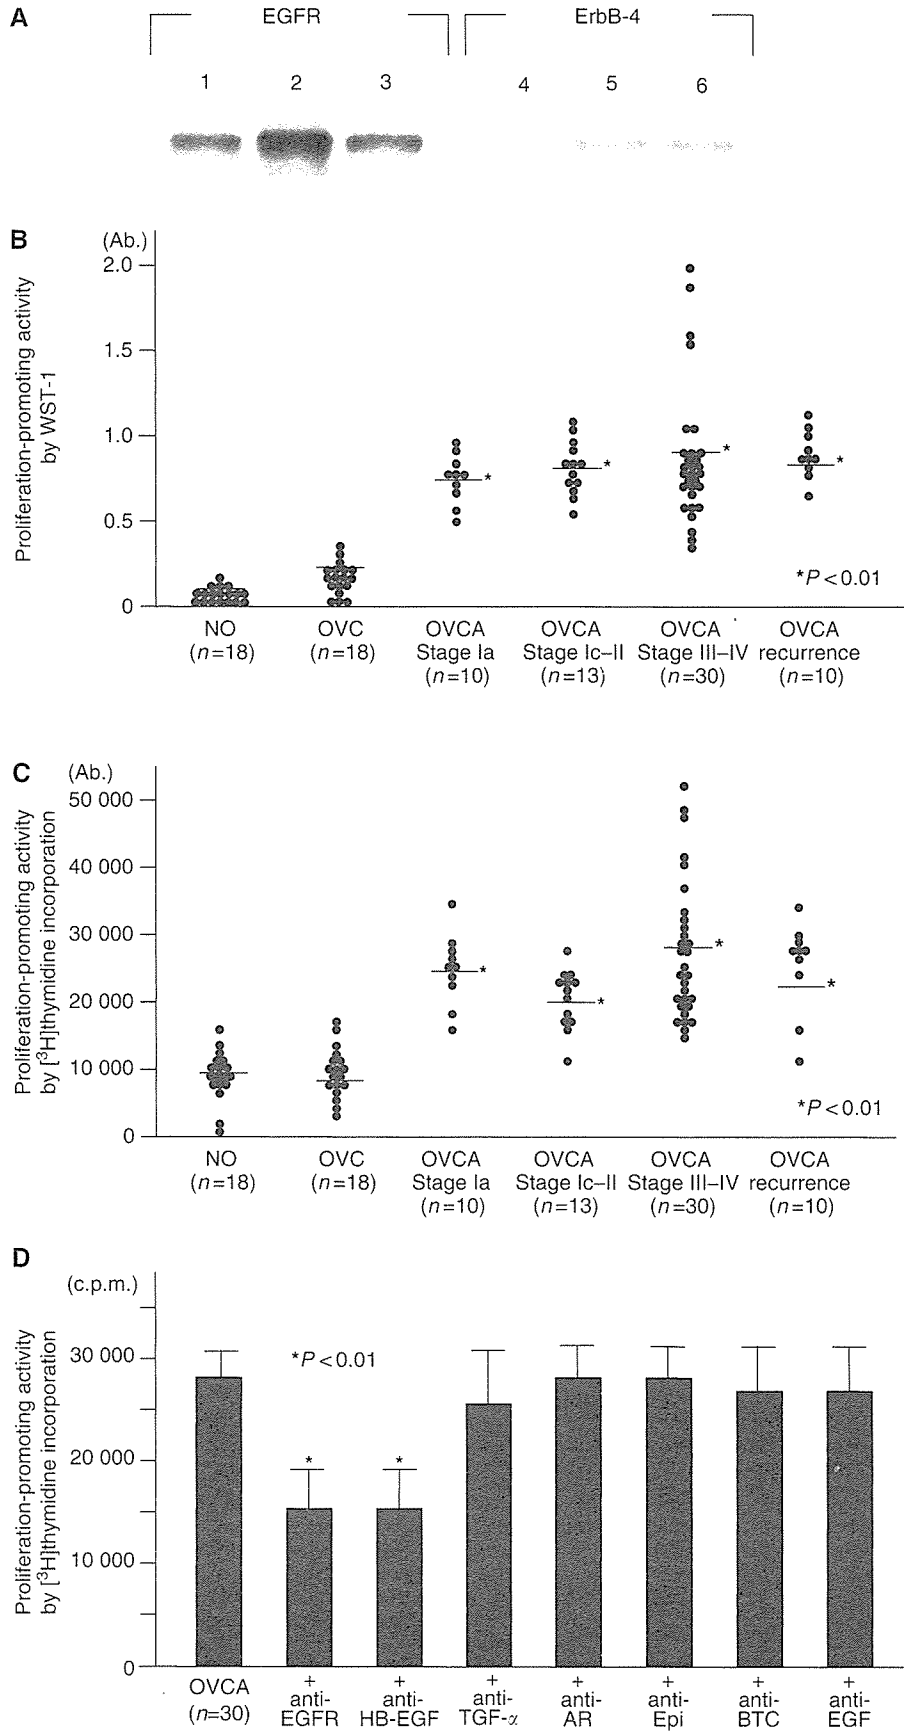 A
EGFR
ErbB-4
1 2 3 4 5 6
B
(Ab.)
Proliferation-promoting activity
by WST-1
2.0
1.5
1.0
0.5
0
*
*
*
*
*P<0.01
NO
(n=18)
OVC
(n=18)
OVCA
Stage Ia
(n=10)
OVCA
Stage Ic–II
(n=13)
OVCA
Stage III–IV
(n=30)
OVCA
recurrence
(n=10)
C
(Ab.)
Proliferation-promoting activity
by [³H]thymidine incorporation
50 000
40 000
30 000
20 000
10 000
0
*
*
*
*
*P<0.01
NO
(n=18)
OVC
(n=18)
OVCA
Stage Ia
(n=10)
OVCA
Stage Ic–II
(n=13)
OVCA
Stage III–IV
(n=30)
OVCA
recurrence
(n=10)
D
(c.p.m.)
Proliferation-promoting activity
by [³H]thymidine incorporation
30 000
20 000
10 000
0
*P<0.01
*
*
OVCA
(n=30)
+
anti-
EGFR
+
anti-
HB-EGF
+
anti-
TGF-α
+
anti-
AR
+
anti-
Epi
+
anti-
BTC
+
anti-
EGF